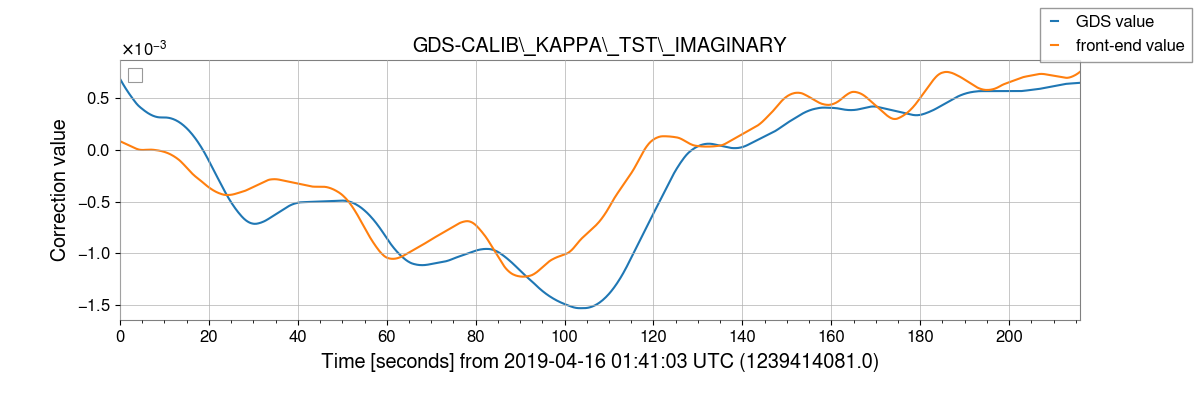 GDS value
front-end value
GDS-CALIB\_KAPPA\_TST\_IMAGINARY
×10⁻³
0.5
0.0
−0.5
−1.0
−1.5
Correction value
0 20 40 60 80 100 120 140 160 180 200
Time [seconds] from 2019-04-16 01:41:03 UTC (1239414081.0)